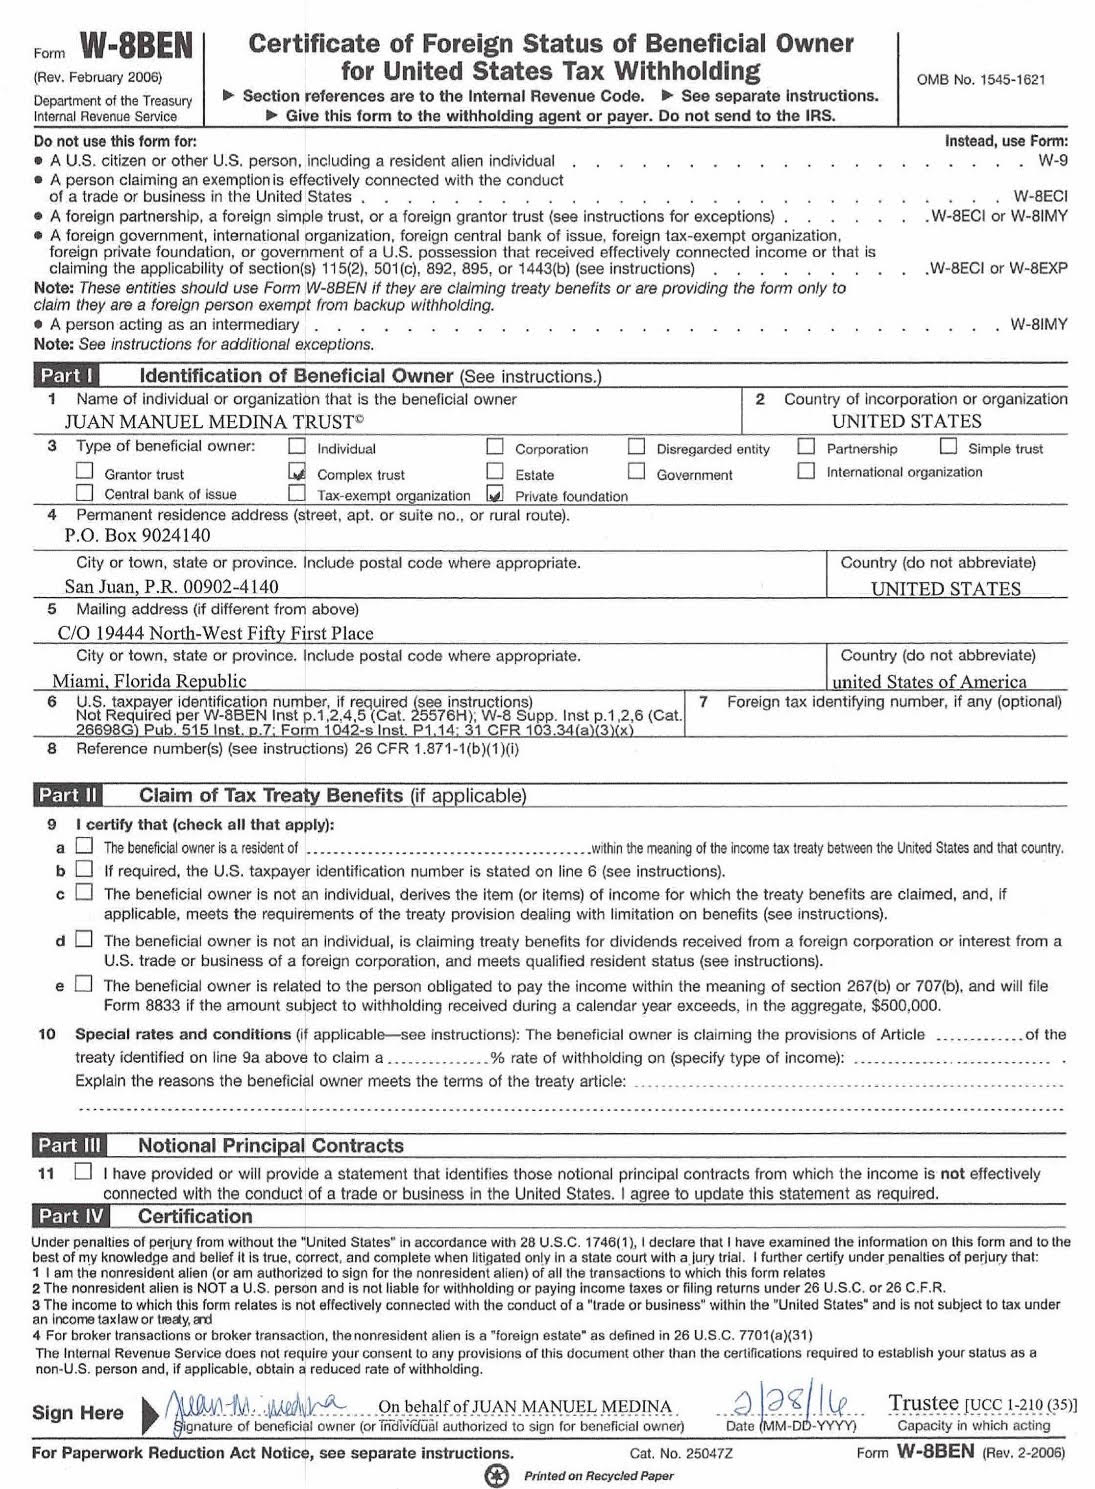 Form W-8BEN
(Rev. February 2006)
Department of the Treasury
Internal Revenue Service
Certificate of Foreign Status of Beneficial Owner
for United States Tax Withholding
▶ Section references are to the Internal Revenue Code. ▶ See separate instructions.
▶ Give this form to the withholding agent or payer. Do not send to the IRS.
OMB No. 1545-1621
Do not use this form for: Instead, use Form:
● A U.S. citizen or other U.S. person, including a resident alien individual . . . . . . . . . . . . . . . . . . . . . W-9
● A person claiming an exemption is effectively connected with the conduct
of a trade or business in the United States . . . . . . . . . . . . . . . . . . . . . . . . . . . . W-8ECI
● A foreign partnership, a foreign simple trust, or a foreign grantor trust (see instructions for exceptions) . . . . . . . .W-8ECI or W-8IMY
● A foreign government, international organization, foreign central bank of issue, foreign tax-exempt organization,
foreign private foundation, or government of a U.S. possession that received effectively connected income or that is
claiming the applicability of section(s) 115(2), 501(c), 892, 895, or 1443(b) (see instructions) . . . . . . . . . .W-8ECI or W-8EXP
Note: These entities should use Form W-8BEN if they are claiming treaty benefits or are providing the form only to
claim they are a foreign person exempt from backup withholding.
● A person acting as an intermediary . . . . . . . . . . . . . . . . . . . . . . . . . . . . . . W-8IMY
Note: See instructions for additional exceptions.
Part I Identification of Beneficial Owner (See instructions.)
1 Name of individual or organization that is the beneficial owner
JUAN MANUEL MEDINA TRUST©
2 Country of incorporation or organization
UNITED STATES
3 Type of beneficial owner: ☐ Individual ☐ Corporation ☐ Disregarded entity ☐ Partnership ☐ Simple trust
☐ Grantor trust ☑ Complex trust ☐ Estate ☐ Government ☐ International organization
☐ Central bank of issue ☐ Tax-exempt organization ☑ Private foundation
4 Permanent residence address (street, apt. or suite no., or rural route).
P.O. Box 9024140
City or town, state or province. Include postal code where appropriate. Country (do not abbreviate)
San Juan, P.R. 00902-4140 UNITED STATES
5 Mailing address (if different from above)
C/O 19444 North-West Fifty First Place
City or town, state or province. Include postal code where appropriate. Country (do not abbreviate)
Miami, Florida Republic united States of America
6 U.S. taxpayer identification number, if required (see instructions)
Not Required per W-8BEN Inst p.1,2,4,5 (Cat. 25576H); W-8 Supp. Inst p.1,2,6 (Cat.
26698G) Pub. 515 Inst. p.7; Form 1042-s Inst. P1,14; 31 CFR 103.34(a)(3)(x)
7 Foreign tax identifying number, if any (optional)
8 Reference number(s) (see instructions) 26 CFR 1.871-1(b)(1)(i)
Part II Claim of Tax Treaty Benefits (if applicable)
9 I certify that (check all that apply):
a ☐ The beneficial owner is a resident of ........................................within the meaning of the income tax treaty between the United States and that country.
b ☐ If required, the U.S. taxpayer identification number is stated on line 6 (see instructions).
c ☐ The beneficial owner is not an individual, derives the item (or items) of income for which the treaty benefits are claimed, and, if
applicable, meets the requirements of the treaty provision dealing with limitation on benefits (see instructions).
d ☐ The beneficial owner is not an individual, is claiming treaty benefits for dividends received from a foreign corporation or interest from a
U.S. trade or business of a foreign corporation, and meets qualified resident status (see instructions).
e ☐ The beneficial owner is related to the person obligated to pay the income within the meaning of section 267(b) or 707(b), and will file
Form 8833 if the amount subject to withholding received during a calendar year exceeds, in the aggregate, $500,000.
10 Special rates and conditions (if applicable—see instructions): The beneficial owner is claiming the provisions of Article ............of the
treaty identified on line 9a above to claim a ..............% rate of withholding on (specify type of income): .............................. .
Explain the reasons the beneficial owner meets the terms of the treaty article: ............................................................
Part III Notional Principal Contracts
11 ☐ I have provided or will provide a statement that identifies those notional principal contracts from which the income is not effectively
connected with the conduct of a trade or business in the United States. I agree to update this statement as required.
Part IV Certification
Under penalties of perjury from without the "United States" in accordance with 28 U.S.C. 1746(1), I declare that I have examined the information on this form and to the
best of my knowledge and belief it is true, correct, and complete when litigated only in a state court with a jury trial. I further certify under penalties of perjury that:
1 I am the nonresident alien (or am authorized to sign for the nonresident alien) of all the transactions to which this form relates
2 The nonresident alien is NOT a U.S. person and is not liable for withholding or paying income taxes or filing returns under 26 U.S.C. or 26 C.F.R.
3 The income to which this form relates is not effectively connected with the conduct of a "trade or business" within the "United States" and is not subject to tax under
an income tax law or treaty, and
4 For broker transactions or broker transaction, the nonresident alien is a "foreign estate" as defined in 26 U.S.C. 7701(a)(31)
The Internal Revenue Service does not require your consent to any provisions of this document other than the certifications required to establish your status as a
non-U.S. person and, if applicable, obtain a reduced rate of withholding.
Sign Here ▶ Juan-M. medina On behalf of JUAN MANUEL MEDINA 2/28/14 Trustee [UCC 1-210 (35)]
Signature of beneficial owner (or individual authorized to sign for beneficial owner) Date (MM-DD-YYYY) Capacity in which acting
For Paperwork Reduction Act Notice, see separate instructions. Cat. No. 25047Z Form W-8BEN (Rev. 2-2006)
Printed on Recycled Paper